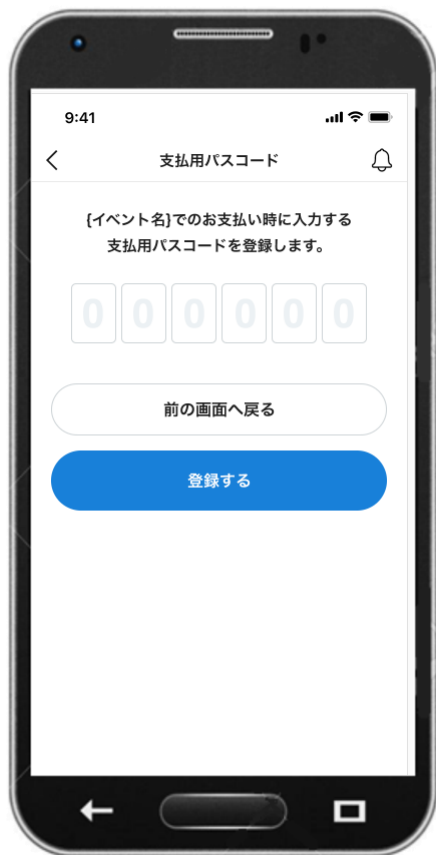 9:41
支払用パスコード
{イベント名}でのお支払い時に入力する
支払用パスコードを登録します。
0 0 0 0 0 0
前の画面へ戻る
登録する